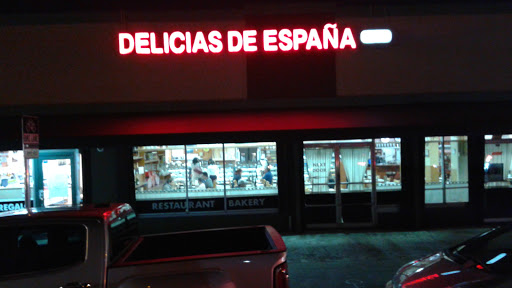 DELICIAS DE ESPAÑA
RESTAURANT BAKERY